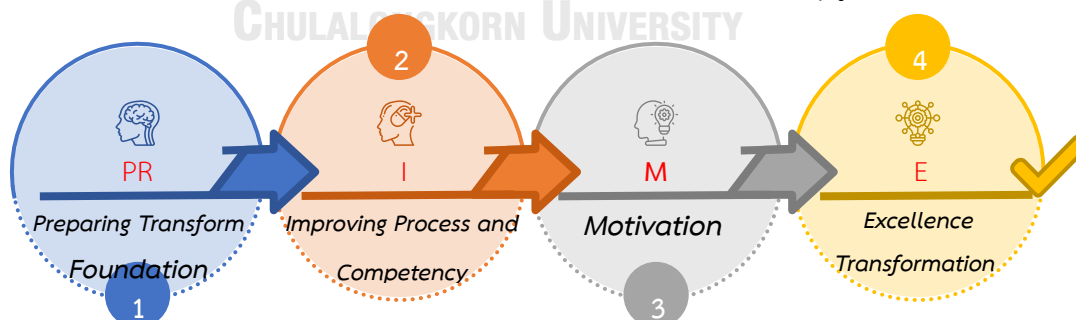 CHULALONGKORN UNIVERSITY
2
4
PR
I
M
E
Preparing Transform
Foundation
Improving Process and
Competency
Motivation
Excellence
Transformation
1
3